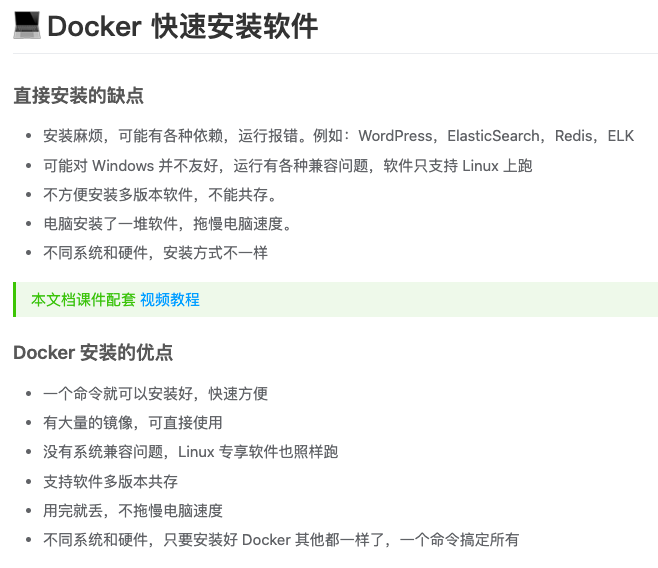 Docker 快速安装软件
直接安装的缺点
安装麻烦，可能有各种依赖，运行报错。例如：WordPress，ElasticSearch，Redis，ELK
可能对 Windows 并不友好，运行有各种兼容问题，软件只支持 Linux 上跑
不方便安装多版本软件，不能共存。
电脑安装了一堆软件，拖慢电脑速度。
不同系统和硬件，安装方式不一样
本文档课件配套 视频教程
Docker 安装的优点
一个命令就可以安装好，快速方便
有大量的镜像，可直接使用
没有系统兼容问题，Linux 专享软件也照样跑
支持软件多版本共存
用完就丢，不拖慢电脑速度
不同系统和硬件，只要安装好 Docker 其他都一样了，一个命令搞定所有